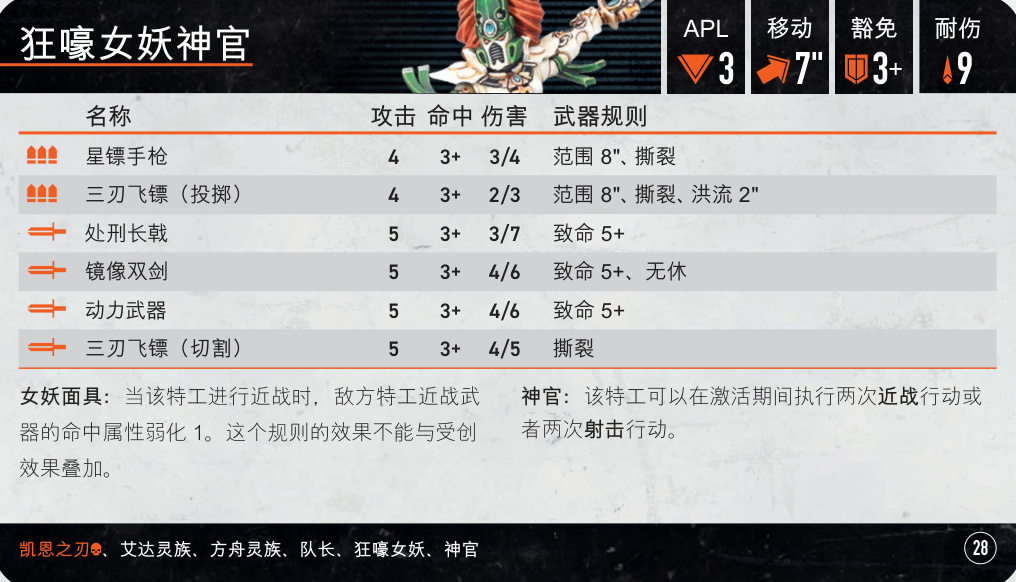 狂嚎女妖神官
APL 移动 豁免 耐伤
3 7" 3+ 9
名称 攻击 命中 伤害 武器规则
星镖手枪 4 3+ 3/4 范围 8"、撕裂
三刃飞镖（投掷） 4 3+ 2/3 范围 8"、撕裂、洪流 2"
处刑长戟 5 3+ 3/7 致命 5+
镜像双剑 5 3+ 4/6 致命 5+、无休
动力武器 5 3+ 4/6 致命 5+
三刃飞镖（切割） 5 3+ 4/5 撕裂
女妖面具：当该特工进行近战时，敌方特工近战武
器的命中属性弱化 1。这个规则的效果不能与受创
效果叠加。
神官：该特工可以在激活期间执行两次近战行动或
者两次射击行动。
凯恩之刃、艾达灵族、方舟灵族、队长、狂嚎女妖、神官
28